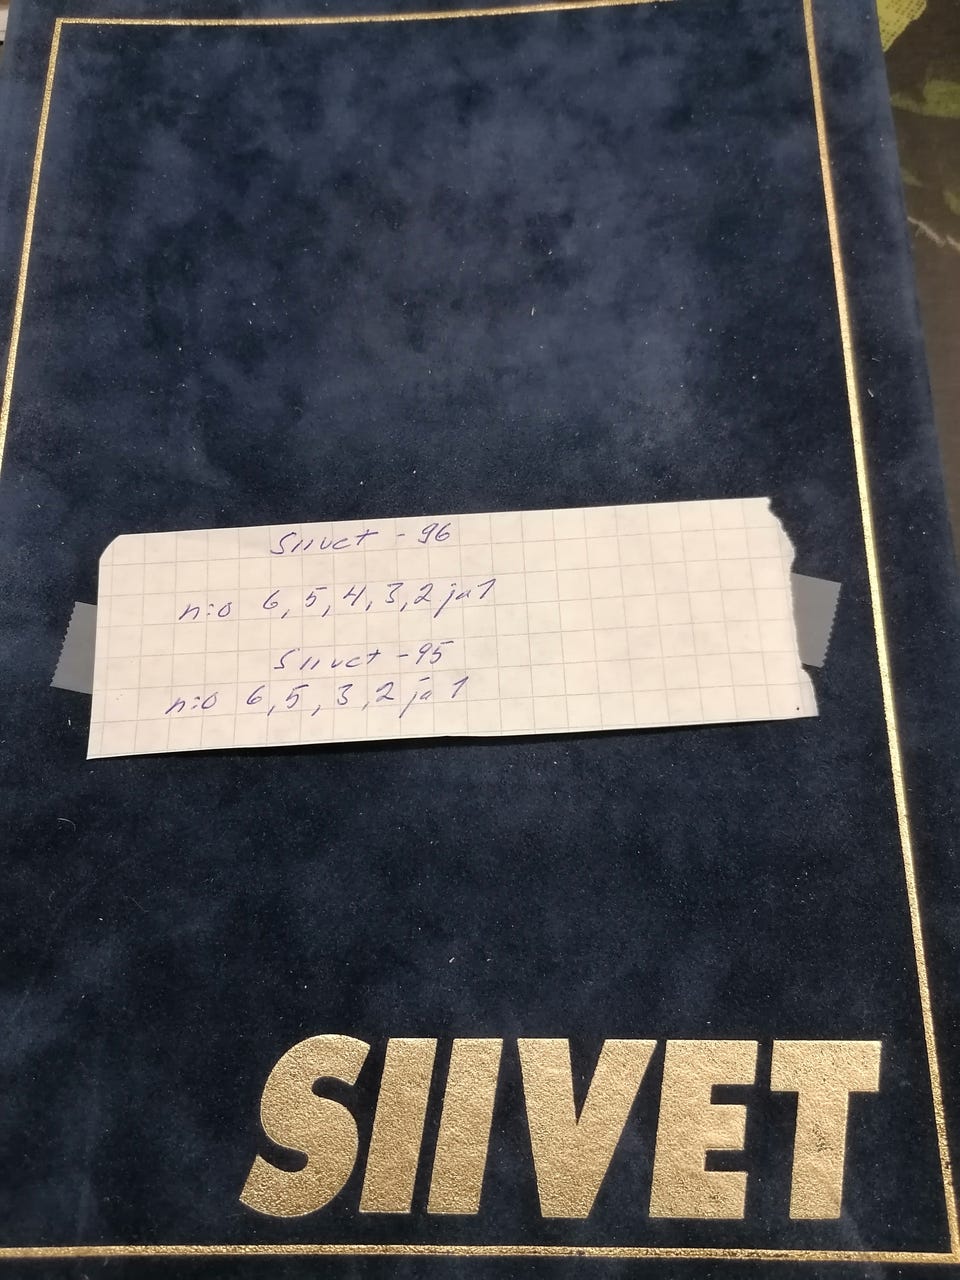 Siivet - 96
n:o 6, 5, 4, 3, 2 ja 1
Siivet - 95
n:o 6, 5, 3, 2 ja 1
SIIVET